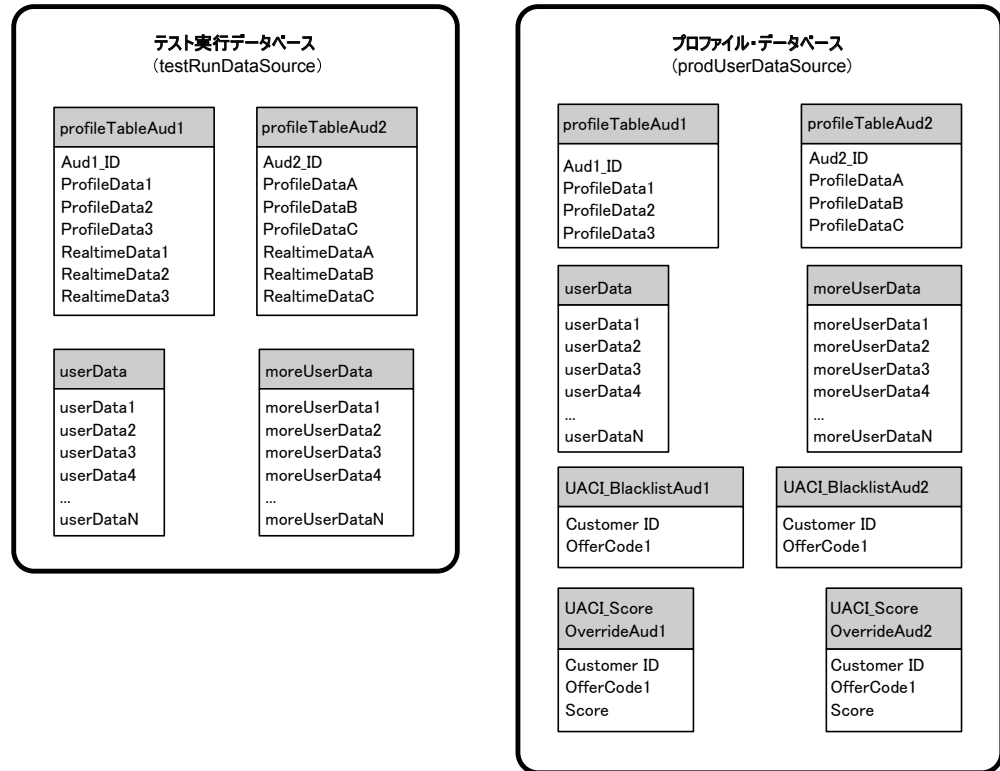 テスト実行データベース
(testRunDataSource)
profileTableAud1
Aud1_ID
ProfileData1
ProfileData2
ProfileData3
RealtimeData1
RealtimeData2
RealtimeData3
profileTableAud2
Aud2_ID
ProfileDataA
ProfileDataB
ProfileDataC
RealtimeDataA
RealtimeDataB
RealtimeDataC
userData
userData1
userData2
userData3
userData4
...
userDataN
moreUserData
moreUserData1
moreUserData2
moreUserData3
moreUserData4
...
moreUserDataN
プロファイル・データベース
(prodUserDataSource)
profileTableAud1
Aud1_ID
ProfileData1
ProfileData2
ProfileData3
profileTableAud2
Aud2_ID
ProfileDataA
ProfileDataB
ProfileDataC
userData
userData1
userData2
userData3
userData4
...
userDataN
moreUserData
moreUserData1
moreUserData2
moreUserData3
moreUserData4
...
moreUserDataN
UACI_BlacklistAud1
Customer ID
OfferCode1
UACI_BlacklistAud2
Customer ID
OfferCode1
UACI_Score
OverrideAud1
Customer ID
OfferCode1
Score
UACI_Score
OverrideAud2
Customer ID
OfferCode1
Score